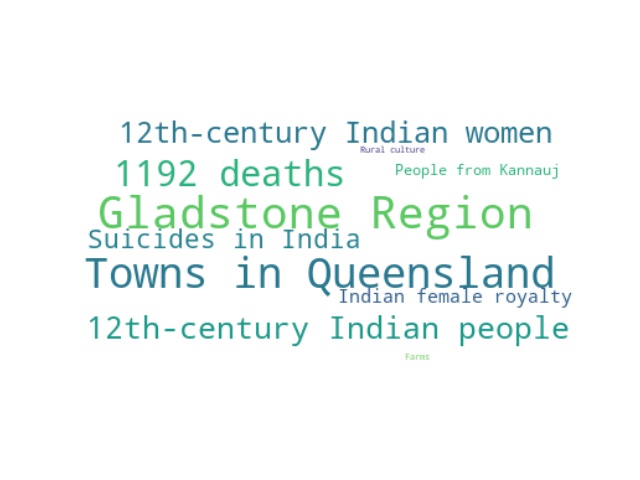 12th-century Indian women
Rural culture
1192 deaths
People from Kannauj
Gladstone Region
Suicides in India
Towns in Queensland
Indian female royalty
12th-century Indian people
Farms